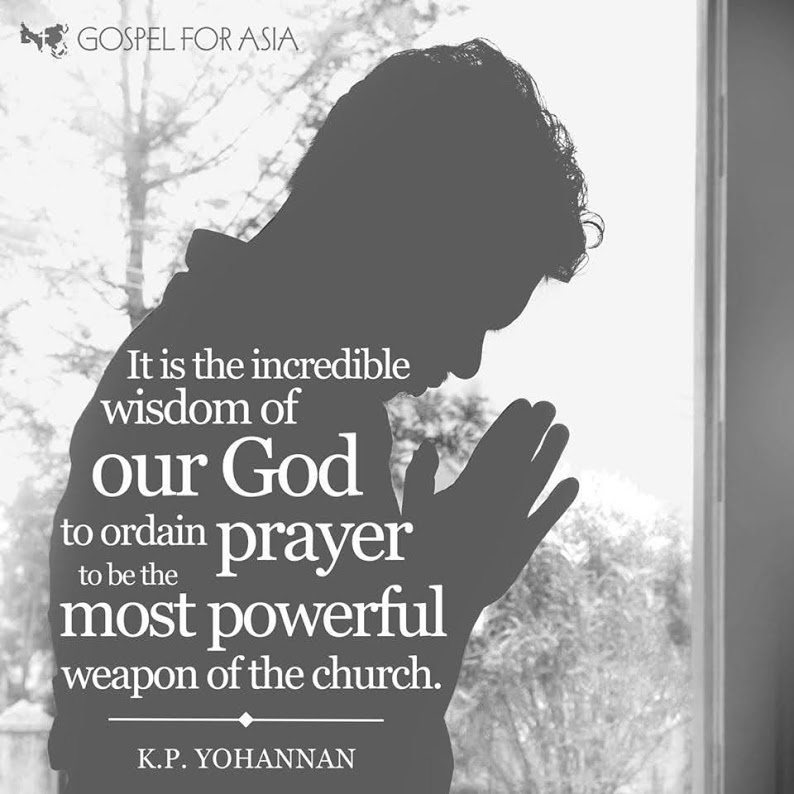 GOSPEL FOR ASIA
It is the incredible
wisdom of
our God
to ordain prayer
to be the
most powerful
weapon of the church.
K.P. YOHANNAN